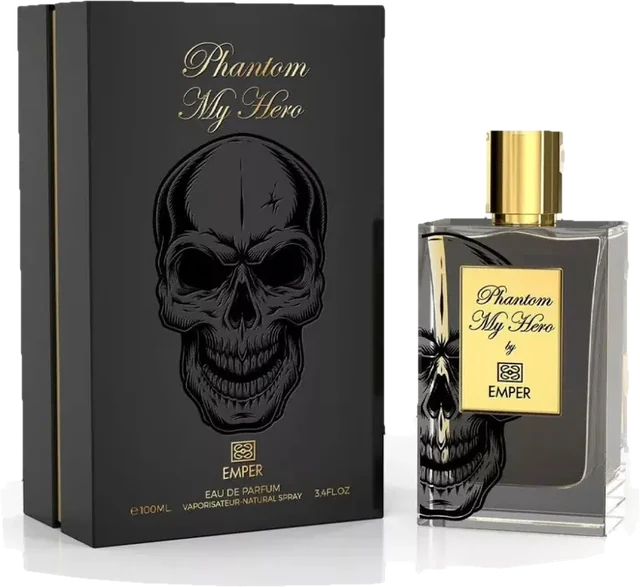 Phantom
My Hero
EMPER
EAU DE PARFUM
℮100ML VAPORISATEUR-NATURAL SPRAY 3.4FL.OZ
Phantom
My Hero
by
EMPER